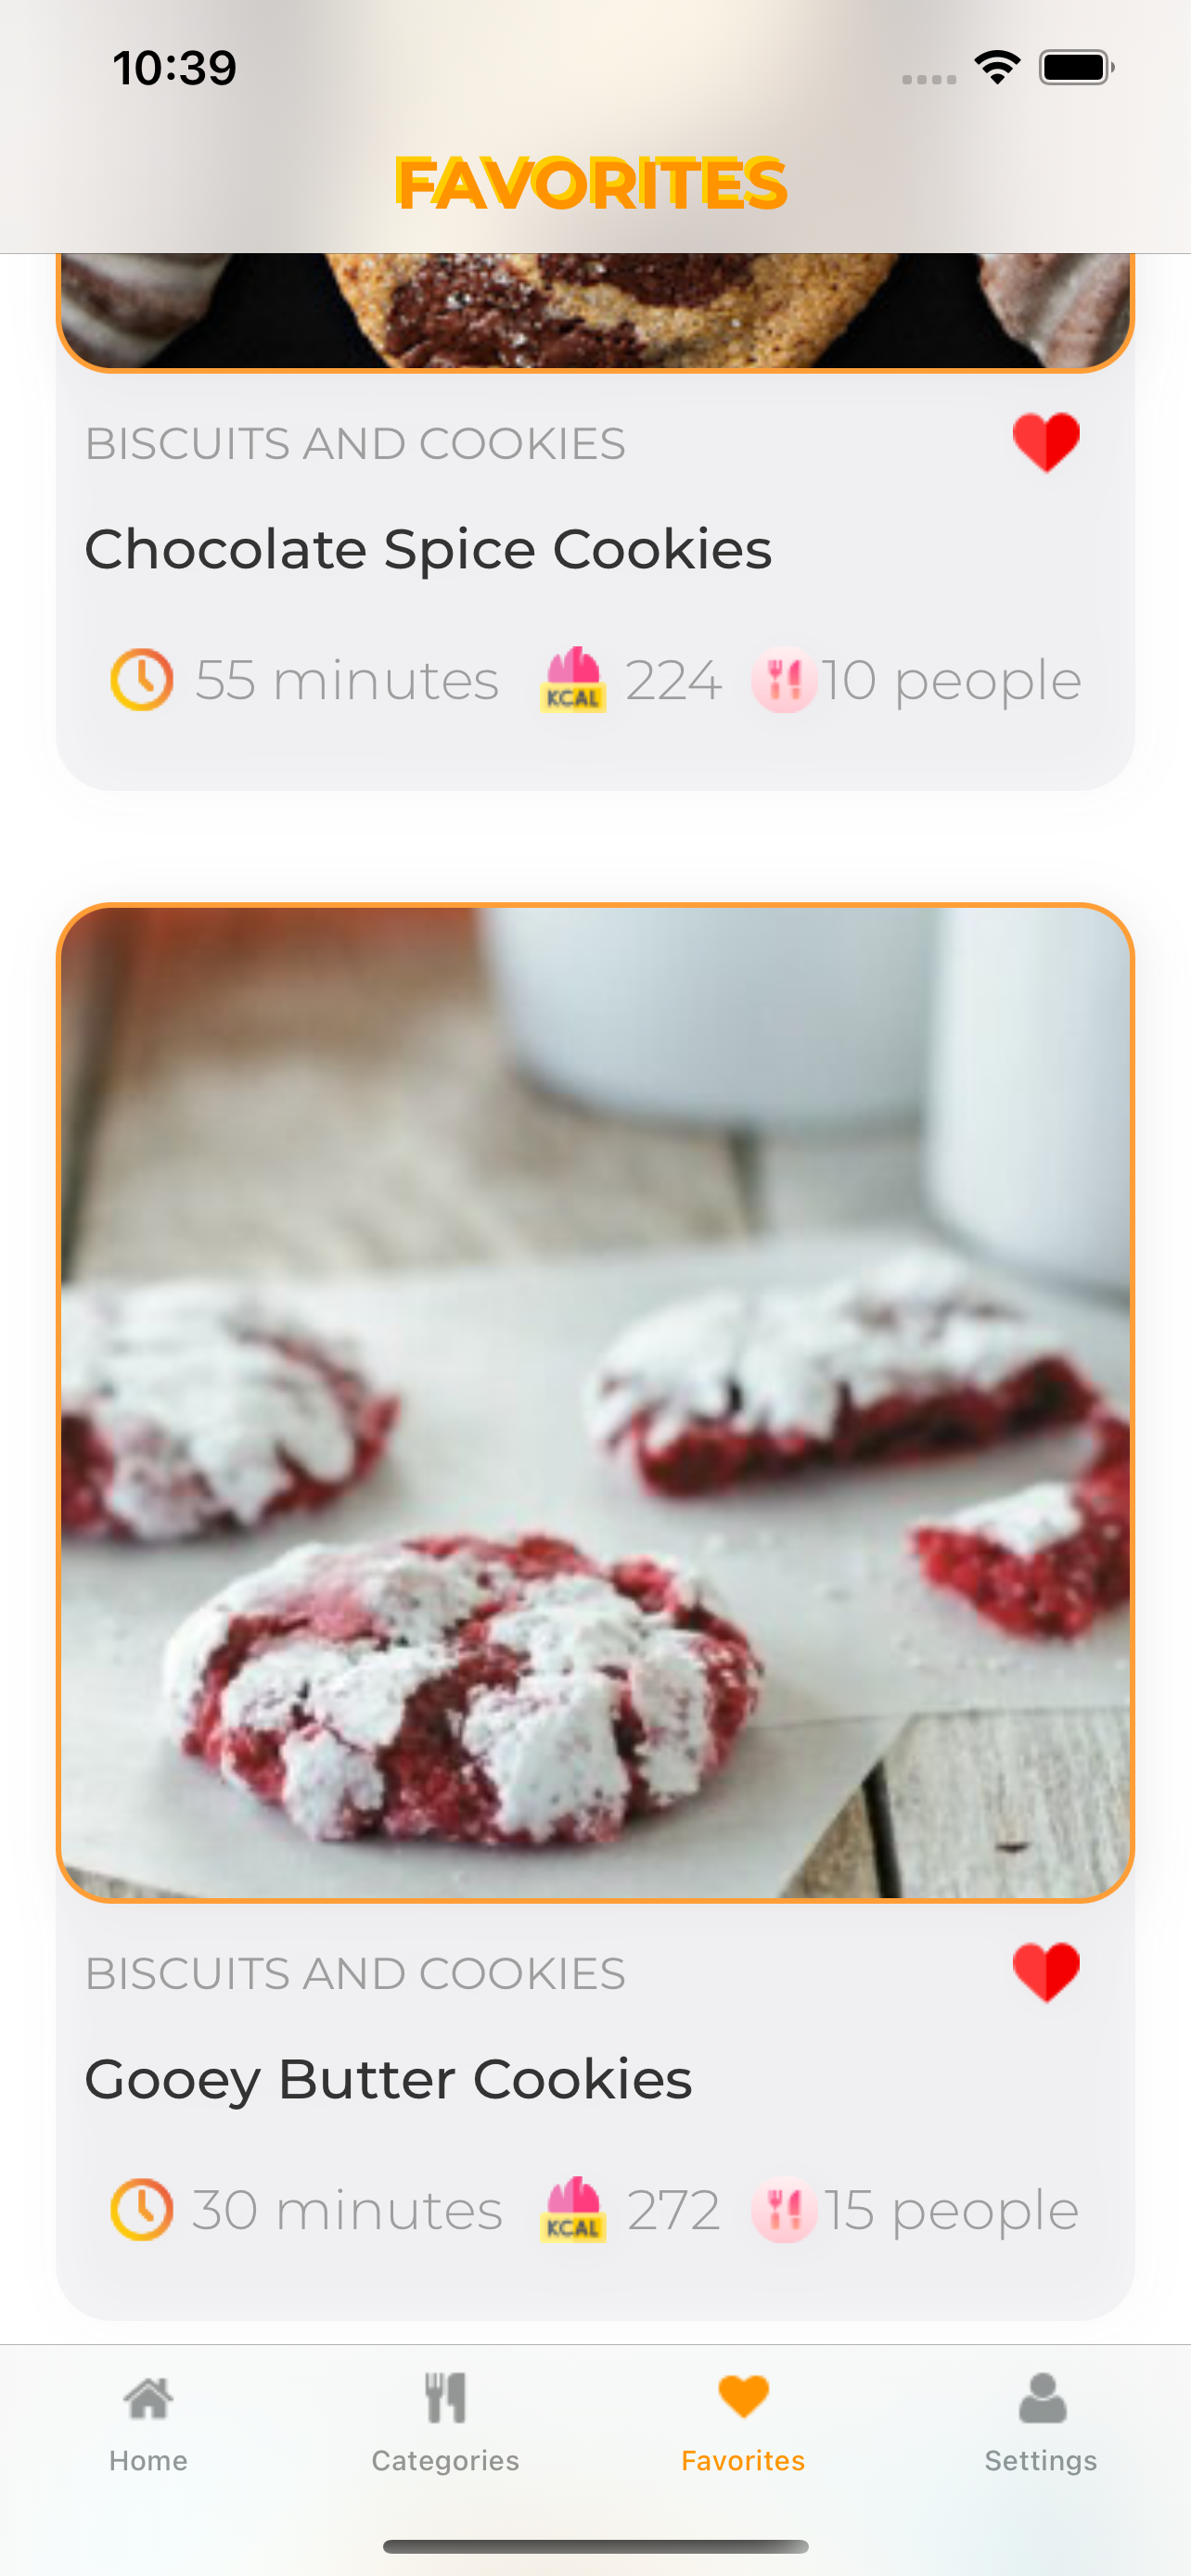 10:39
FAVORITES
BISCUITS AND COOKIES
Chocolate Spice Cookies
55 minutes KCAL 224 10 people
BISCUITS AND COOKIES
Gooey Butter Cookies
30 minutes KCAL 272 15 people
Home Categories Favorites Settings